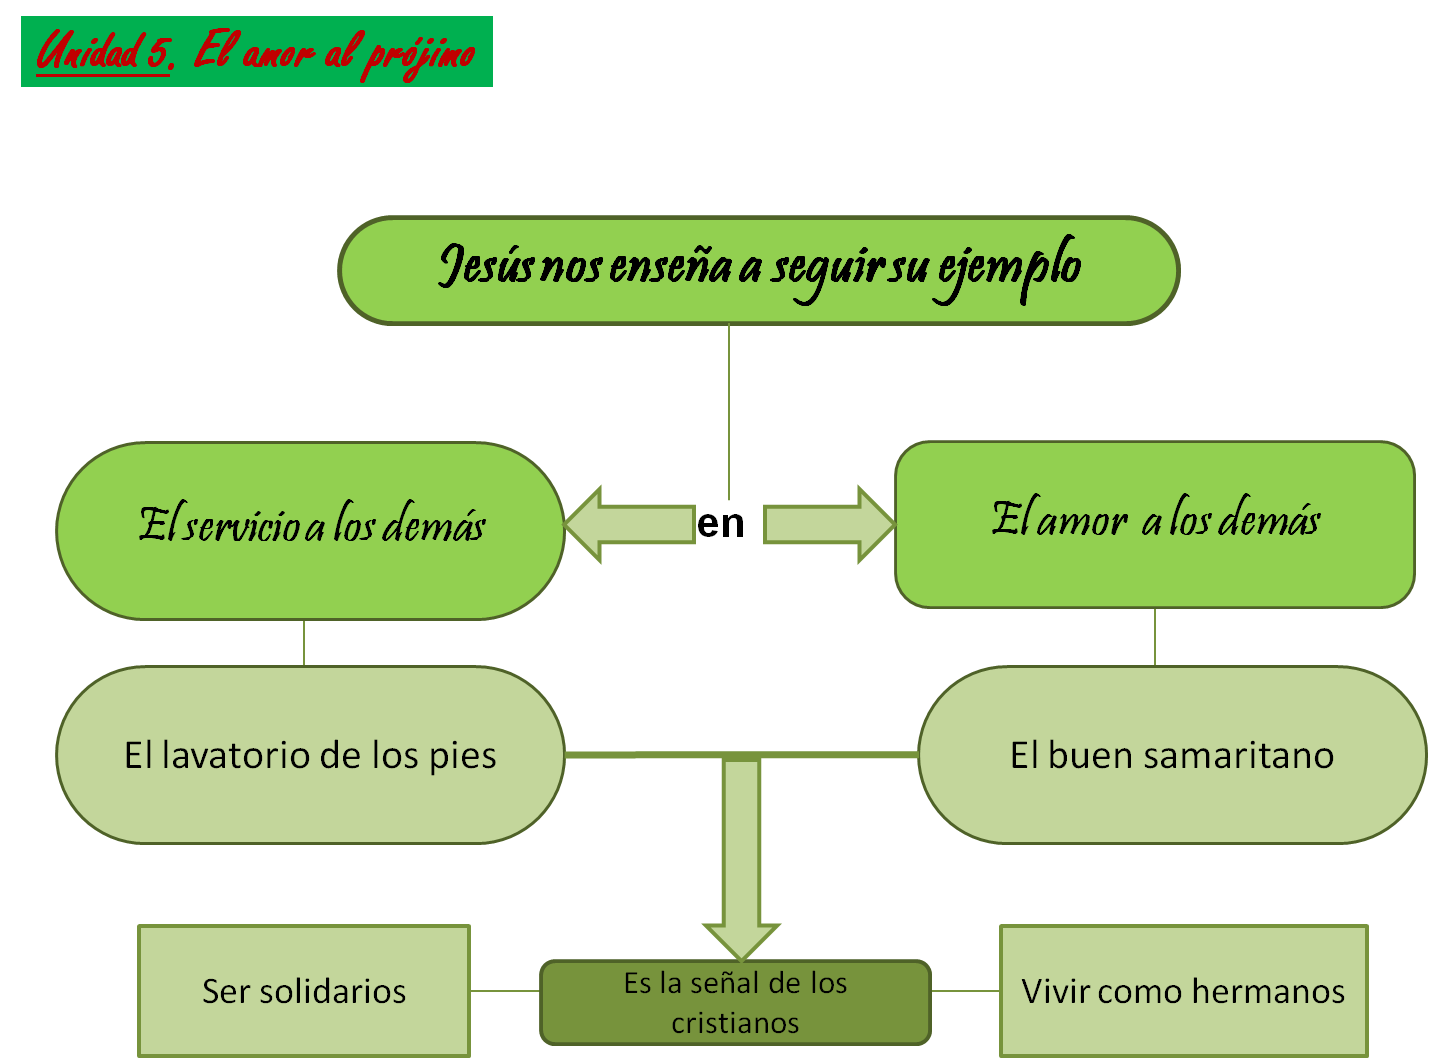 Unidad 5. El amor al prójimo
Jesús nos enseña a seguir su ejemplo
El servicio a los demás
en
El amor a los demás
El lavatorio de los pies
El buen samaritano
Ser solidarios
Es la señal de los
cristianos
Vivir como hermanos